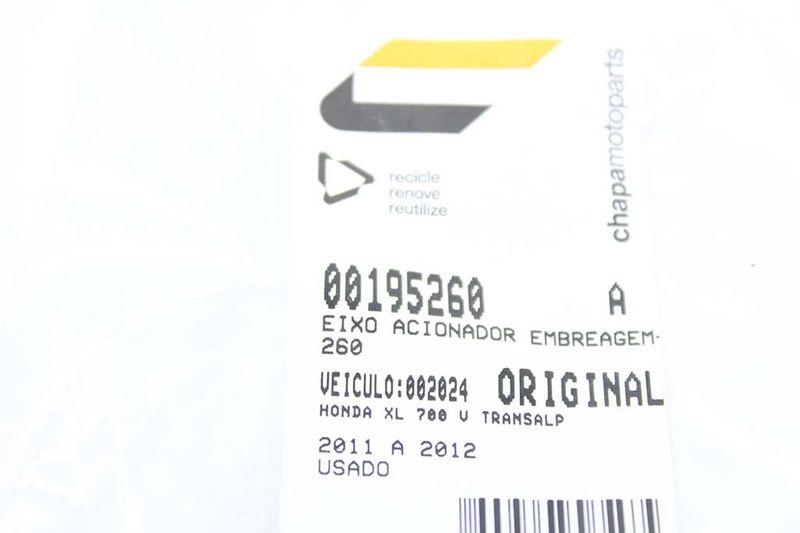 chapamotoparts
recicle
renove
reutilize
00195260 A
EIXO ACIONADOR EMBREAGEM-
260
VEICULO:002024 ORIGINAL
HONDA XL 700 V TRANSALP
2011 A 2012
USADO